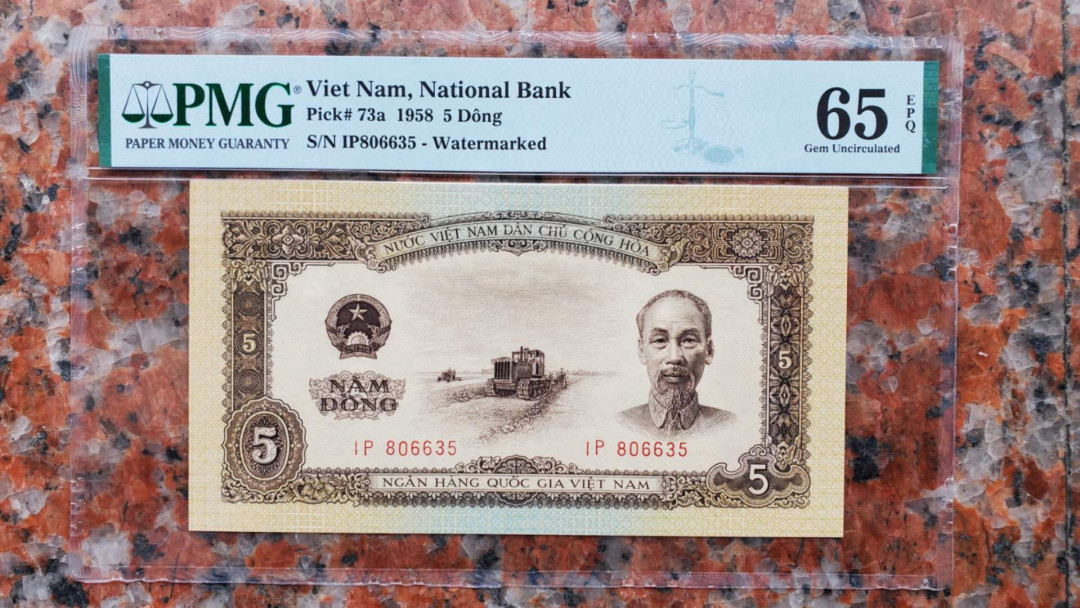 PMG®
PAPER MONEY GUARANTY
Viet Nam, National Bank
Pick# 73a 1958 5 Dông
S/N IP806635 - Watermarked
65
EPQ
Gem Uncirculated
NƯỚC VIỆT NAM DÂN CHỦ CỘNG HÒA
5
5
NĂM
ĐỒNG
5
IP 806635
IP 806635
5
NGÂN HÀNG QUỐC GIA VIỆT NAM